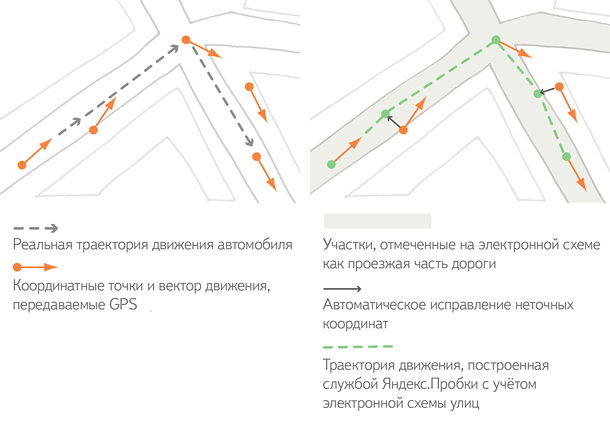 Реальная траектория движения автомобиля
Координатные точки и вектор движения,
передаваемые GPS
Участки, отмеченные на электронной схеме
как проезжая часть дороги
Автоматическое исправление неточных
координат
Траектория движения, построенная
службой Яндекс.Пробки с учётом
электронной схемы улиц